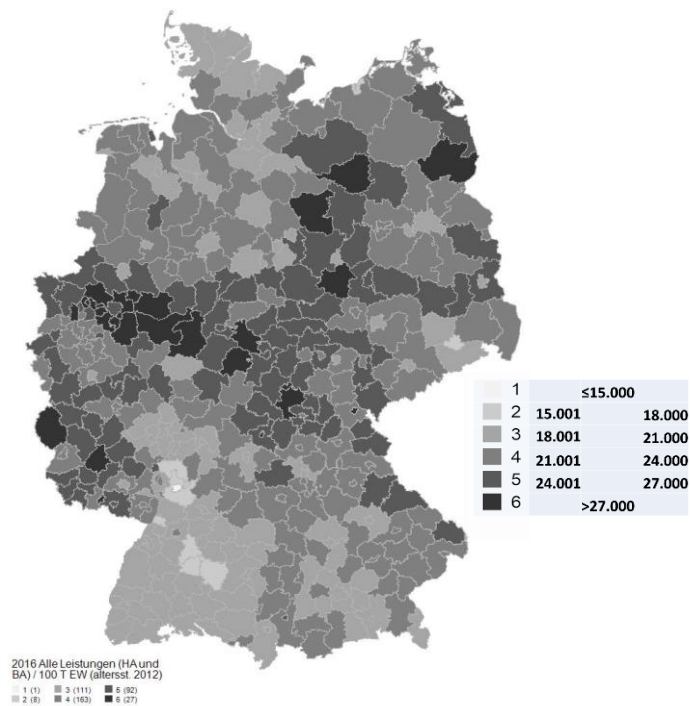 1 ≤15.000
2 15.001 18.000
3 18.001 21.000
4 21.001 24.000
5 24.001 27.000
6 >27.000
2016 Alle Leistungen (HA und
BA) / 100 T EW (altersst. 2012)
1 (1) 3 (111) 5 (92)
2 (8) 4 (163) 6 (27)